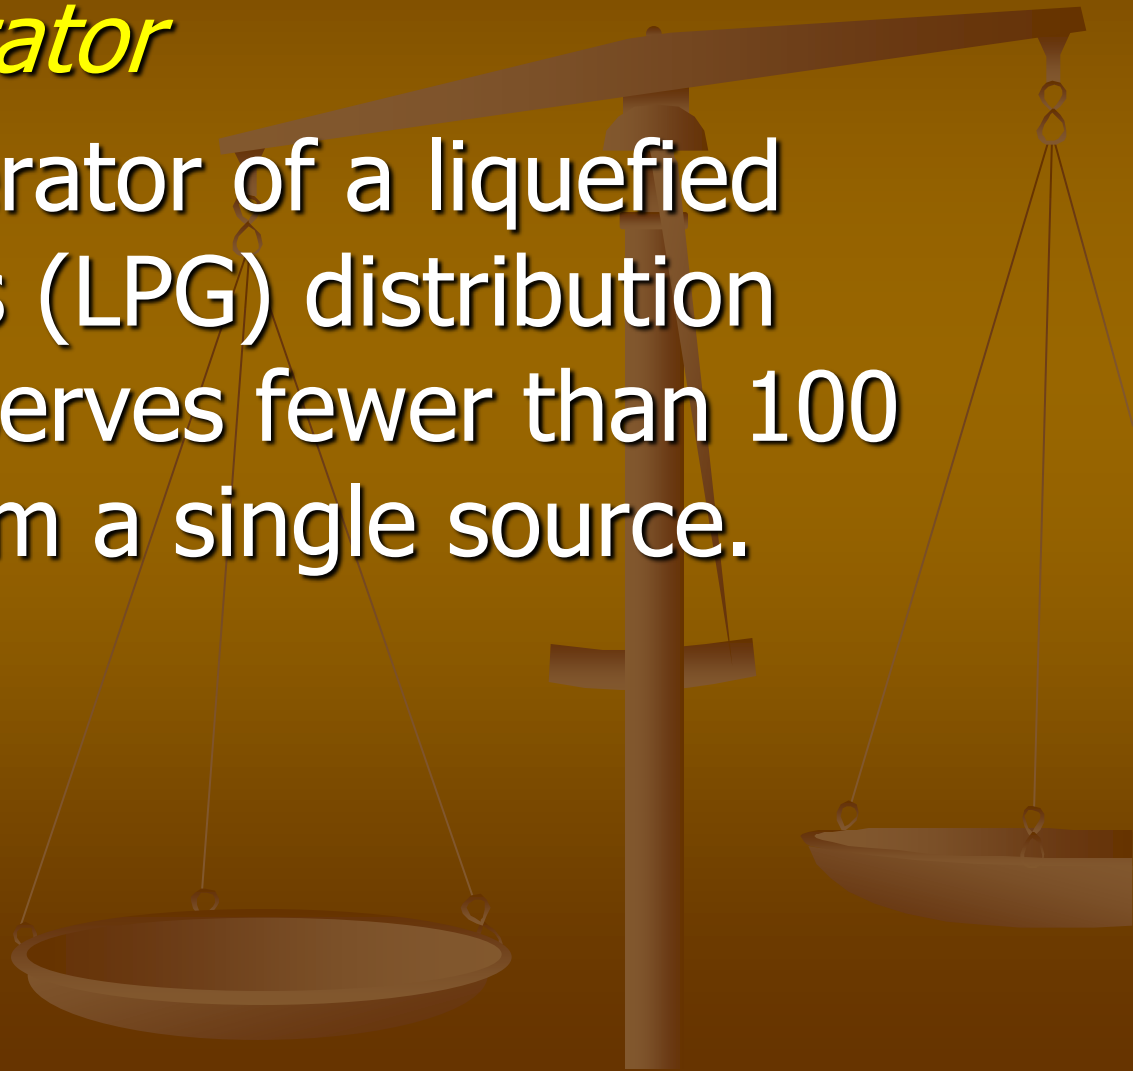 ator
rator of a liquefied
s (LPG) distribution
erves fewer than 100
m a single source.